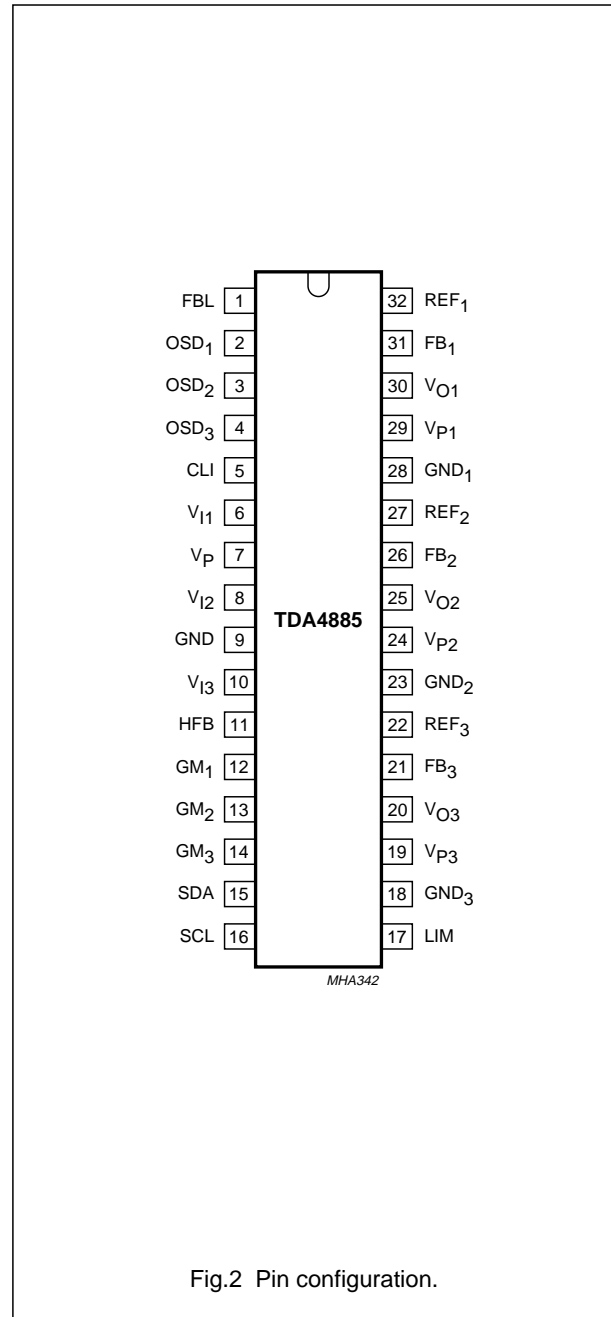 FBL 1 32 REF1
OSD1 2 31 FB1
OSD2 3 30 VO1
OSD3 4 29 VP1
CLI 5 28 GND1
VI1 6 27 REF2
VP 7 26 FB2
VI2 8 25 VO2
TDA4885
GND 9 24 VP2
VI3 10 23 GND2
HFB 11 22 REF3
GM1 12 21 FB3
GM2 13 20 VO3
GM3 14 19 VP3
SDA 15 18 GND3
SCL 16 17 LIM
MHA342
Fig.2 Pin configuration.